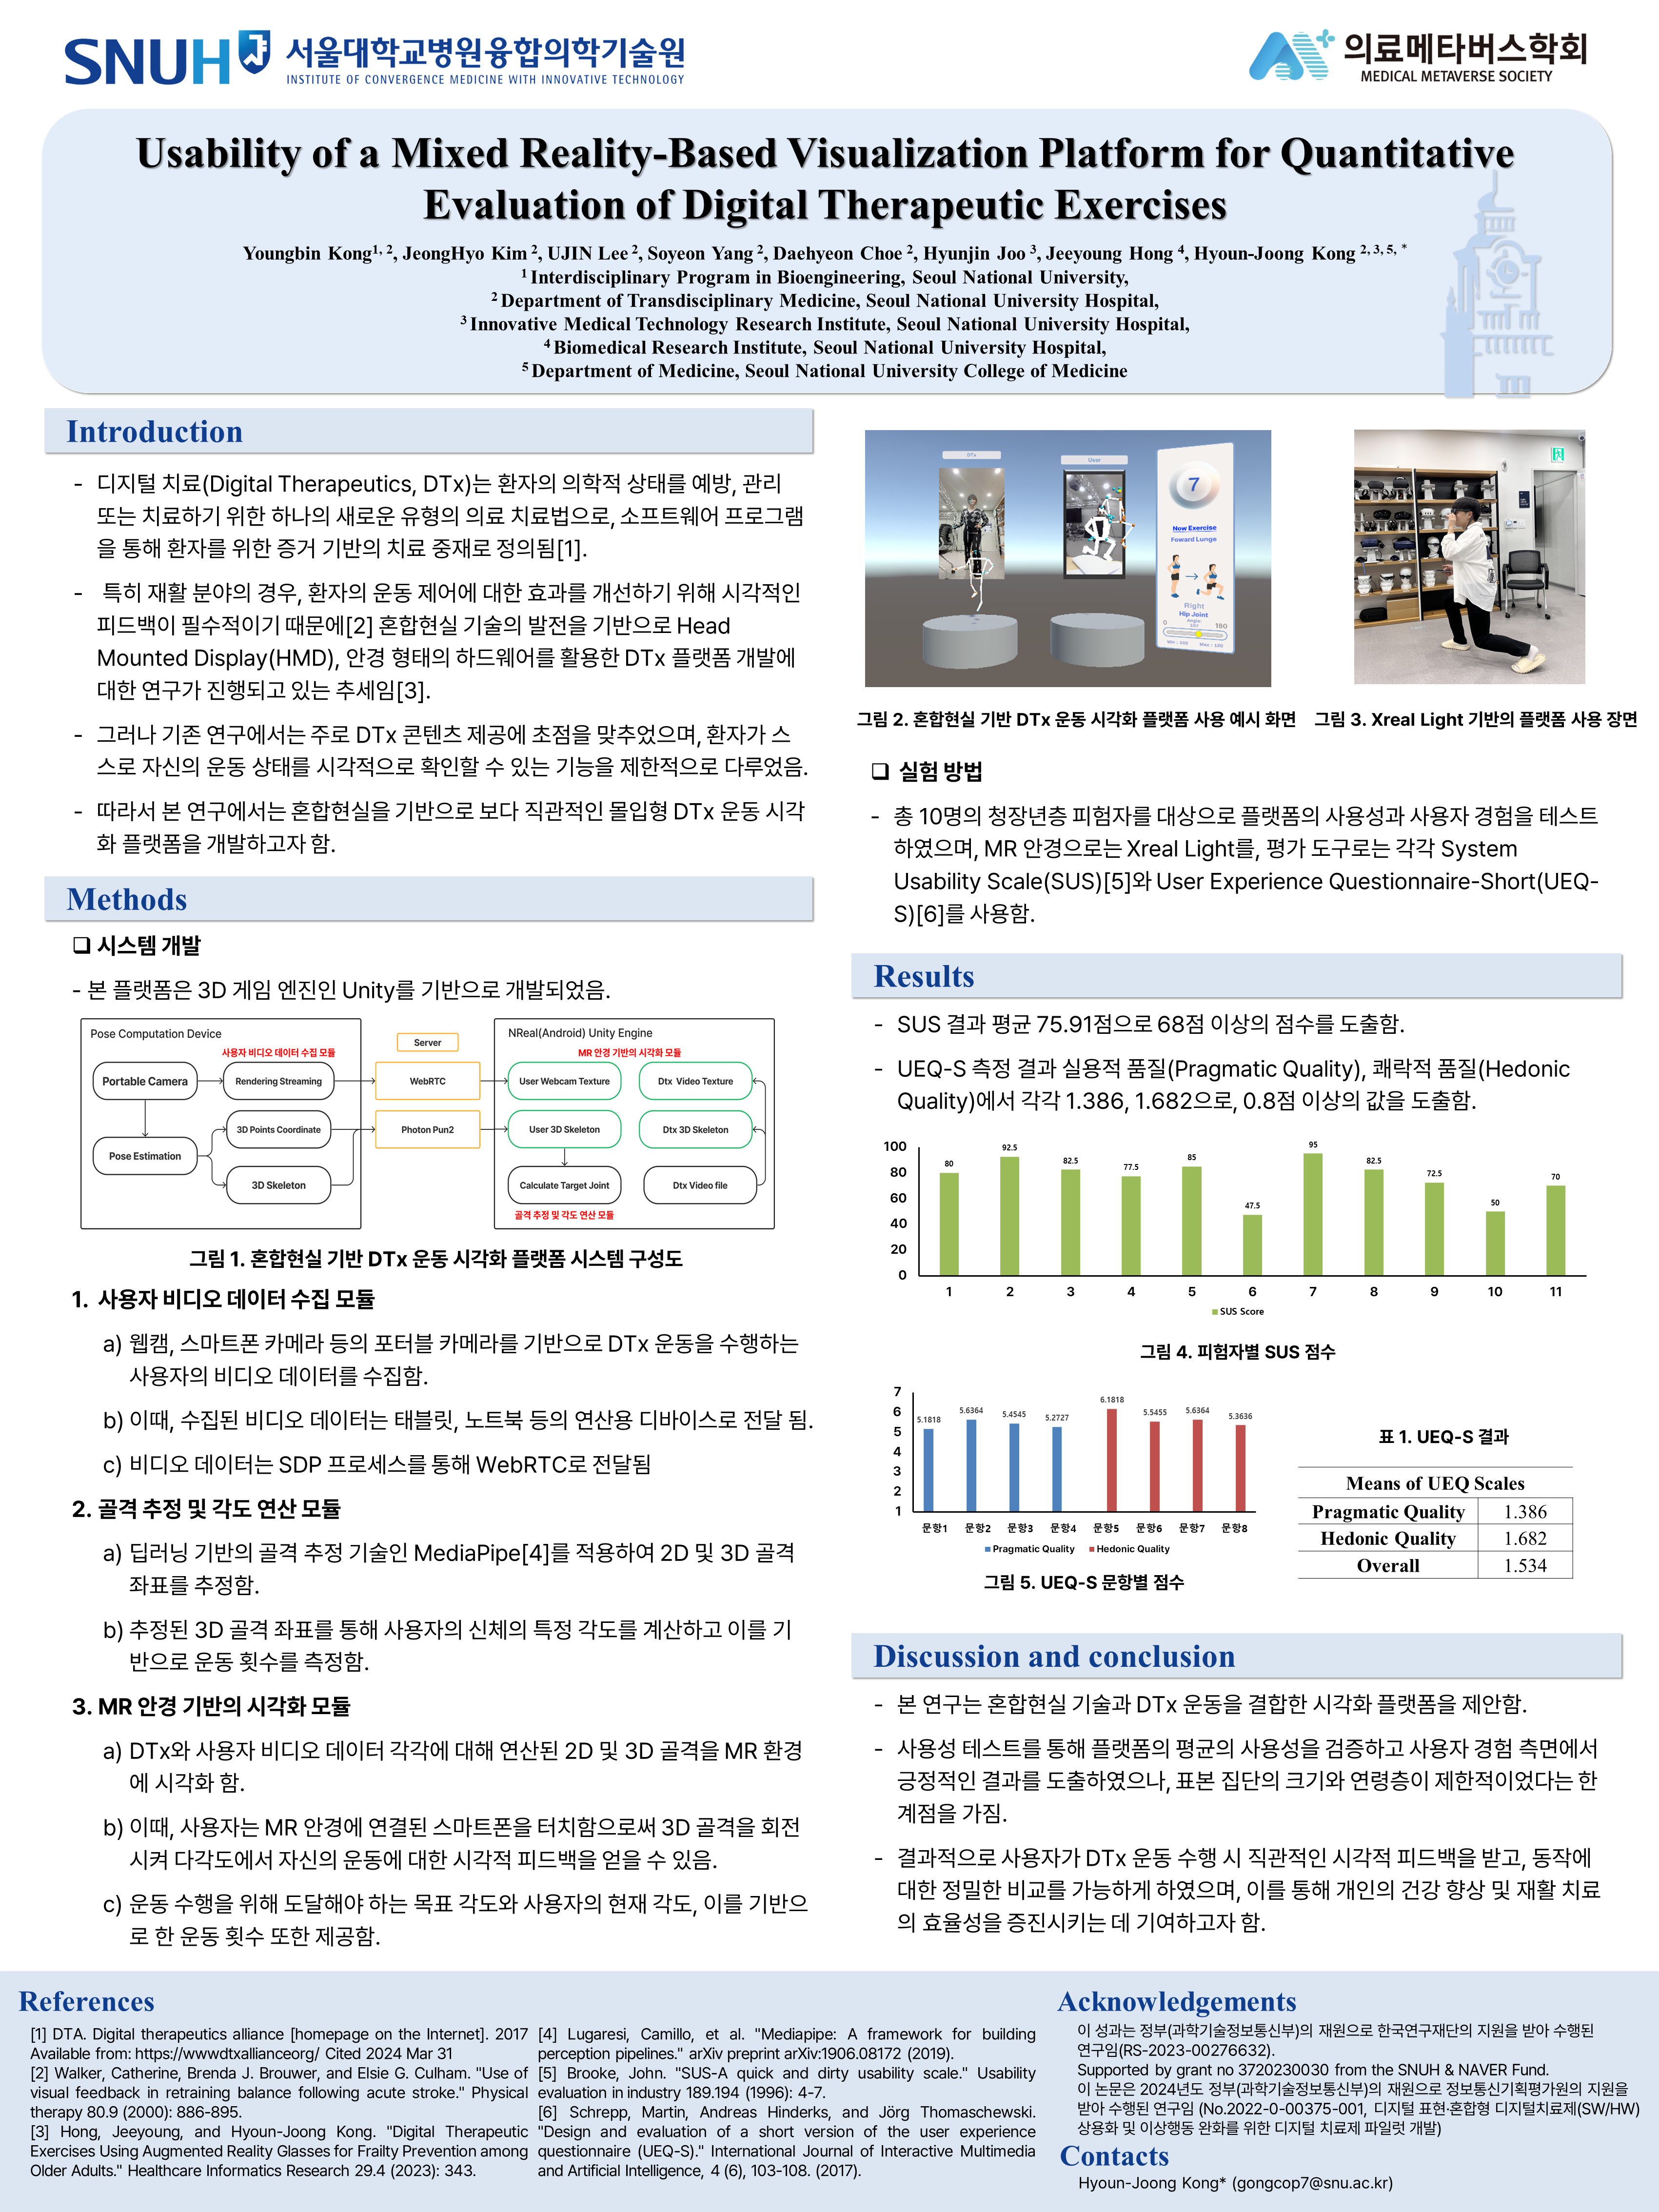 SNUH 서울대학교병원융합의학기술원
INSTITUTE OF CONVERGENCE MEDICINE WITH INNOVATIVE TECHNOLOGY
의료메타버스학회
MEDICAL METAVERSE SOCIETY
Usability of a Mixed Reality-Based Visualization Platform for Quantitative
Evaluation of Digital Therapeutic Exercises
Youngbin Kong1, 2, JeongHyo Kim 2, UJIN Lee 2, Soyeon Yang 2, Daehyeon Choe 2, Hyunjin Joo 3, Jeeyoung Hong 4, Hyoun-Joong Kong 2, 3, 5, *
1 Interdisciplinary Program in Bioengineering, Seoul National University,
2 Department of Transdisciplinary Medicine, Seoul National University Hospital,
3 Innovative Medical Technology Research Institute, Seoul National University Hospital,
4 Biomedical Research Institute, Seoul National University Hospital,
5 Department of Medicine, Seoul National University College of Medicine
Introduction
- 디지털 치료(Digital Therapeutics, DTx)는 환자의 의학적 상태를 예방, 관리
또는 치료하기 위한 하나의 새로운 유형의 의료 치료법으로, 소프트웨어 프로그램
을 통해 환자를 위한 증거 기반의 치료 중재로 정의됨[1].
- 특히 재활 분야의 경우, 환자의 운동 제어에 대한 효과를 개선하기 위해 시각적인
피드백이 필수적이기 때문에[2] 혼합현실 기술의 발전을 기반으로 Head
Mounted Display(HMD), 안경 형태의 하드웨어를 활용한 DTx 플랫폼 개발에
대한 연구가 진행되고 있는 추세임[3].
- 그러나 기존 연구에서는 주로 DTx 콘텐츠 제공에 초점을 맞추었으며, 환자가 스
스로 자신의 운동 상태를 시각적으로 확인할 수 있는 기능을 제한적으로 다루었음.
- 따라서 본 연구에서는 혼합현실을 기반으로 보다 직관적인 몰입형 DTx 운동 시각
화 플랫폼을 개발하고자 함.
Methods
❑ 시스템 개발
- 본 플랫폼은 3D 게임 엔진인 Unity를 기반으로 개발되었음.
Pose Computation Device
사용자 비디오 데이터 수집 모듈
Portable Camera
Rendering Streaming
3D Points Coordinate
Pose Estimation
3D Skeleton
Server
WebRTC
Photon Pun2
NReal(Android) Unity Engine
MR 안경 기반의 시각화 모듈
User Webcam Texture
Dtx Video Texture
User 3D Skeleton
Dtx 3D Skeleton
Calculate Target Joint
Dtx Video file
골격 추정 및 각도 연산 모듈
그림 1. 혼합현실 기반 DTx 운동 시각화 플랫폼 시스템 구성도
1. 사용자 비디오 데이터 수집 모듈
a) 웹캠, 스마트폰 카메라 등의 포터블 카메라를 기반으로 DTx 운동을 수행하는
사용자의 비디오 데이터를 수집함.
b) 이때, 수집된 비디오 데이터는 태블릿, 노트북 등의 연산용 디바이스로 전달 됨.
c) 비디오 데이터는 SDP 프로세스를 통해 WebRTC로 전달됨
2. 골격 추정 및 각도 연산 모듈
a) 딥러닝 기반의 골격 추정 기술인 MediaPipe[4]를 적용하여 2D 및 3D 골격
좌표를 추정함.
b) 추정된 3D 골격 좌표를 통해 사용자의 신체의 특정 각도를 계산하고 이를 기
반으로 운동 횟수를 측정함.
3. MR 안경 기반의 시각화 모듈
a) DTx와 사용자 비디오 데이터 각각에 대해 연산된 2D 및 3D 골격을 MR 환경
에 시각화 함.
b) 이때, 사용자는 MR 안경에 연결된 스마트폰을 터치함으로써 3D 골격을 회전
시켜 다각도에서 자신의 운동에 대한 시각적 피드백을 얻을 수 있음.
c) 운동 수행을 위해 도달해야 하는 목표 각도와 사용자의 현재 각도, 이를 기반으
로 한 운동 횟수 또한 제공함.
DTx
User
7
Now Exercise
Foward Lunge
Right
Hip Joint
Angle:
0
180
그림 2. 혼합현실 기반 DTx 운동 시각화 플랫폼 사용 예시 화면
그림 3. Xreal Light 기반의 플랫폼 사용 장면
❑ 실험 방법
- 총 10명의 청장년층 피험자를 대상으로 플랫폼의 사용성과 사용자 경험을 테스트
하였으며, MR 안경으로는 Xreal Light를, 평가 도구로는 각각 System
Usability Scale(SUS)[5]와 User Experience Questionnaire-Short(UEQ-
S)[6]를 사용함.
Results
- SUS 결과 평균 75.91점으로 68점 이상의 점수를 도출함.
- UEQ-S 측정 결과 실용적 품질(Pragmatic Quality), 쾌락적 품질(Hedonic
Quality)에서 각각 1.386, 1.682으로, 0.8점 이상의 값을 도출함.
100
80
60
40
20
0
80 92.5 82.5 77.5 85 47.5 95 82.5 72.5 50 70
1 2 3 4 5 6 7 8 9 10 11
SUS Score
그림 4. 피험자별 SUS 점수
7
6
5
4
3
2
1
5.1818 5.6364 5.4545 5.2727 6.1818 5.5455 5.6364 5.3636
문항1 문항2 문항3 문항4 문항5 문항6 문항7 문항8
Pragmatic Quality Hedonic Quality
그림 5. UEQ-S 문항별 점수
표 1. UEQ-S 결과
Means of UEQ Scales
Pragmatic Quality 1.386
Hedonic Quality 1.682
Overall 1.534
Discussion and conclusion
- 본 연구는 혼합현실 기술과 DTx 운동을 결합한 시각화 플랫폼을 제안함.
- 사용성 테스트를 통해 플랫폼의 평균의 사용성을 검증하고 사용자 경험 측면에서
긍정적인 결과를 도출하였으나, 표본 집단의 크기와 연령층이 제한적이었다는 한
계점을 가짐.
- 결과적으로 사용자가 DTx 운동 수행 시 직관적인 시각적 피드백을 받고, 동작에
대한 정밀한 비교를 가능하게 하였으며, 이를 통해 개인의 건강 향상 및 재활 치료
의 효율성을 증진시키는 데 기여하고자 함.
References
[1] DTA. Digital therapeutics alliance [homepage on the Internet]. 2017
Available from: https://wwwdtxallianceorg/ Cited 2024 Mar 31
[2] Walker, Catherine, Brenda J. Brouwer, and Elsie G. Culham. "Use of
visual feedback in retraining balance following acute stroke." Physical
therapy 80.9 (2000): 886-895.
[3] Hong, Jeeyoung, and Hyoun-Joong Kong. "Digital Therapeutic
Exercises Using Augmented Reality Glasses for Frailty Prevention among
Older Adults." Healthcare Informatics Research 29.4 (2023): 343.
[4] Lugaresi, Camillo, et al. "Mediapipe: A framework for building
perception pipelines." arXiv preprint arXiv:1906.08172 (2019).
[5] Brooke, John. "SUS-A quick and dirty usability scale." Usability
evaluation in industry 189.194 (1996): 4-7.
[6] Schrepp, Martin, Andreas Hinderks, and Jörg Thomaschewski.
"Design and evaluation of a short version of the user experience
questionnaire (UEQ-S)." International Journal of Interactive Multimedia
and Artificial Intelligence, 4 (6), 103-108. (2017).
Acknowledgements
이 성과는 정부(과학기술정보통신부)의 재원으로 한국연구재단의 지원을 받아 수행된
연구임(RS-2023-00276632).
Supported by grant no 3720230030 from the SNUH & NAVER Fund.
이 논문은 2024년도 정부(과학기술정보통신부)의 재원으로 정보통신기획평가원의 지원을
받아 수행된 연구임 (No.2022-0-00375-001, 디지털 표현·혼합형 디지털치료제(SW/HW)
상용화 및 이상행동 완화를 위한 디지털 치료제 파일럿 개발)
Contacts
Hyoun-Joong Kong* (gongcop7@snu.ac.kr)